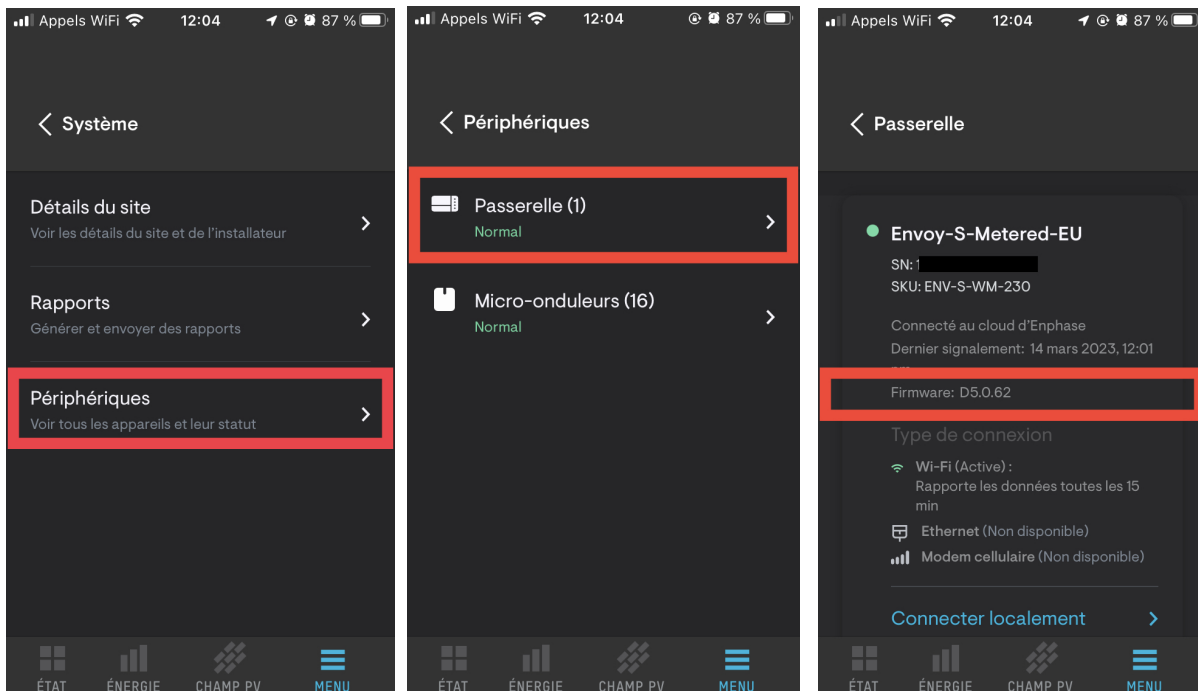 Appels WiFi 12:04 87 %
Système
Détails du site
Voir les détails du site et de l'installateur
Rapports
Générer et envoyer des rapports
Périphériques
Voir tous les appareils et leur statut
ÉTAT ÉNERGIE CHAMP PV MENU
Appels WiFi 12:04 87 %
Périphériques
Passerelle (1)
Normal
Micro-onduleurs (16)
Normal
ÉTAT ÉNERGIE CHAMP PV MENU
Appels WiFi 12:04 87 %
Passerelle
Envoy-S-Metered-EU
SN: 1
SKU: ENV-S-WM-230
Connecté au cloud d'Enphase
Dernier signalement: 14 mars 2023, 12:01
Firmware: D5.0.62
Type de connexion
Wi-Fi (Active) :
Rapporte les données toutes les 15
min
Ethernet (Non disponible)
Modem cellulaire (Non disponible)
Connecter localement
ÉTAT ÉNERGIE CHAMP PV MENU